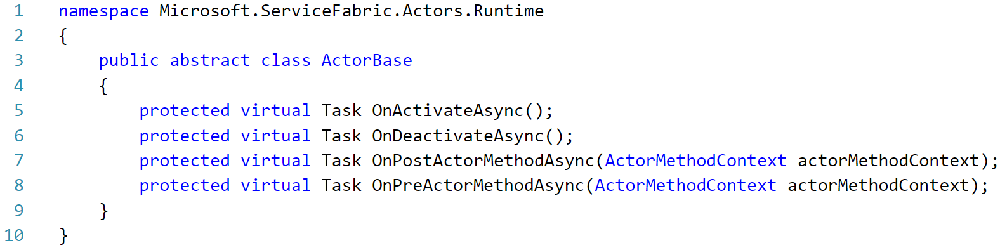 1 namespace Microsoft.ServiceFabric.Actors.Runtime
2 {
3     public abstract class ActorBase
4     {
5         protected virtual Task OnActivateAsync();
6         protected virtual Task OnDeactivateAsync();
7         protected virtual Task OnPostActorMethodAsync(ActorMethodContext actorMethodContext);
8         protected virtual Task OnPreActorMethodAsync(ActorMethodContext actorMethodContext);
9     }
10 }